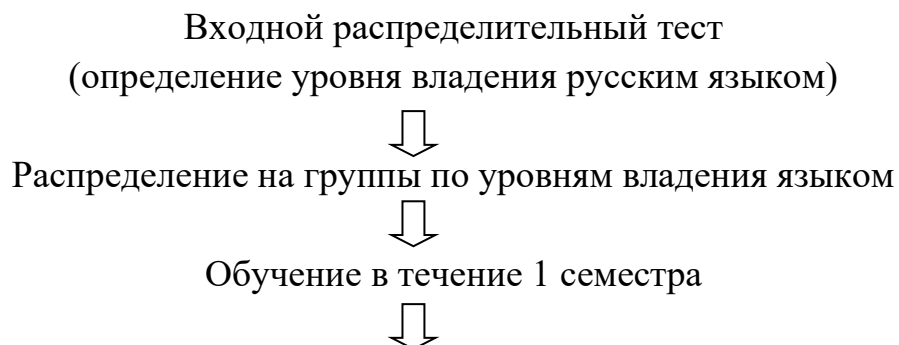 Входной распределительный тест
(определение уровня владения русским языком)
Распределение на группы по уровням владения языком
Обучение в течение 1 семестра